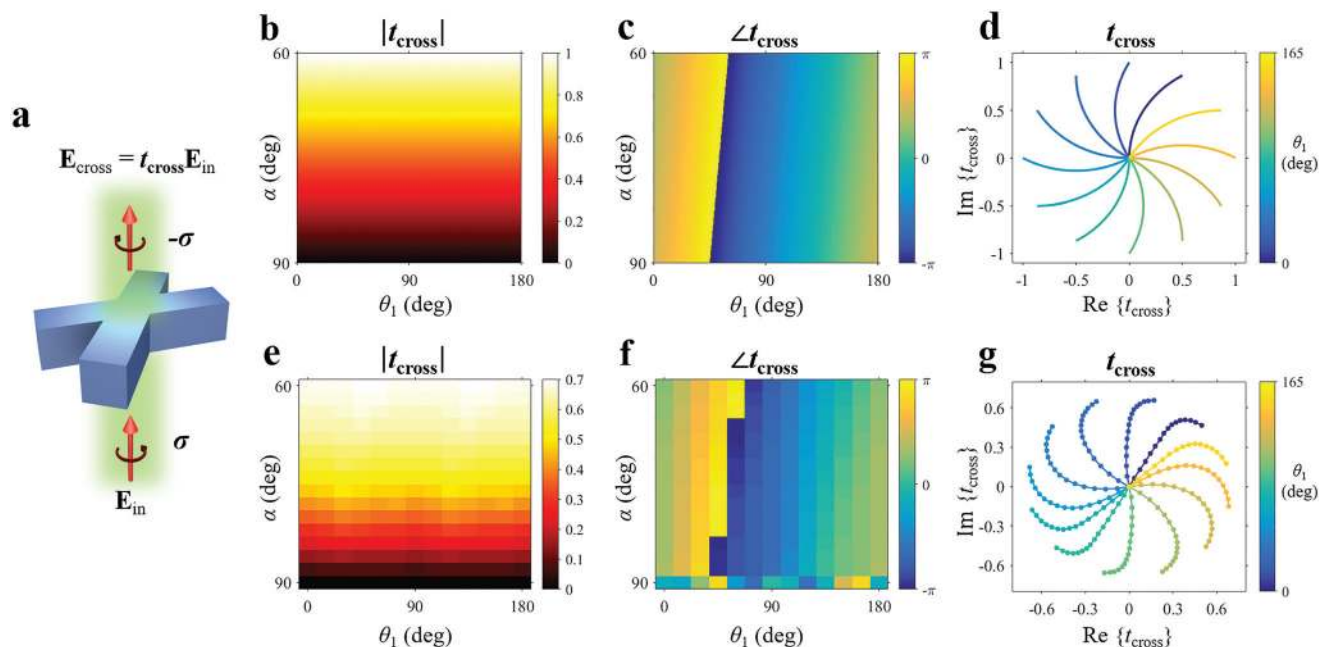 a
E_cross = t_cross E_in
-σ
σ
E_in
b
|t_cross|
60
α (deg)
90
0
90
180
θ_1 (deg)
1
0.8
0.6
0.4
0.2
0
c
∠t_cross
60
α (deg)
90
0
90
180
θ_1 (deg)
π
0
-π
d
t_cross
1
0.5
0
-0.5
-1
Im {t_cross}
-1
-0.5
0
0.5
1
Re {t_cross}
165
θ_1
(deg)
0
e
|t_cross|
60
α (deg)
90
0
90
180
θ_1 (deg)
0.7
0.6
0.5
0.4
0.3
0.2
0.1
0
f
∠t_cross
60
α (deg)
90
0
90
180
θ_1 (deg)
π
0
-π
g
t_cross
0.6
0.3
0
-0.3
-0.6
Im {t_cross}
-0.6
-0.3
0
0.3
0.6
Re {t_cross}
165
θ_1
(deg)
0